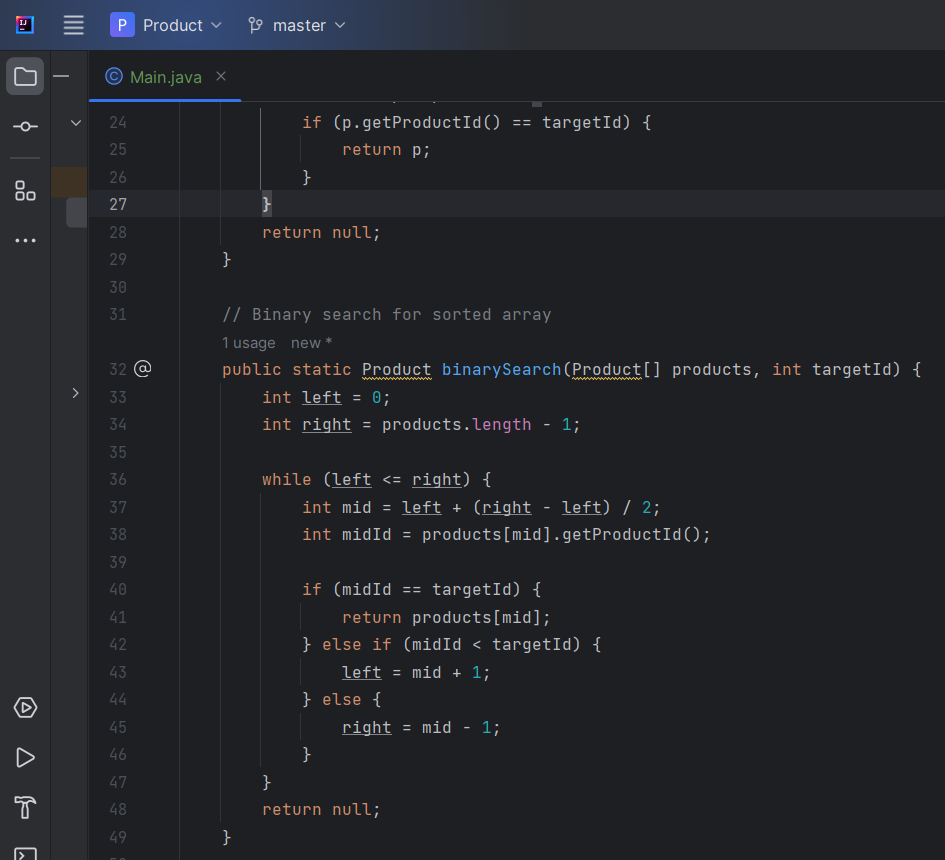 P Product master
Main.java
24 if (p.getProductId() == targetId) {
25 return p;
26 }
27 }
28 return null;
29 }
30
31 // Binary search for sorted array
1 usage new *
32 @ public static Product binarySearch(Product[] products, int targetId) {
33 int left = 0;
34 int right = products.length - 1;
35
36 while (left <= right) {
37 int mid = left + (right - left) / 2;
38 int midId = products[mid].getProductId();
39
40 if (midId == targetId) {
41 return products[mid];
42 } else if (midId < targetId) {
43 left = mid + 1;
44 } else {
45 right = mid - 1;
46 }
47 }
48 return null;
49 }